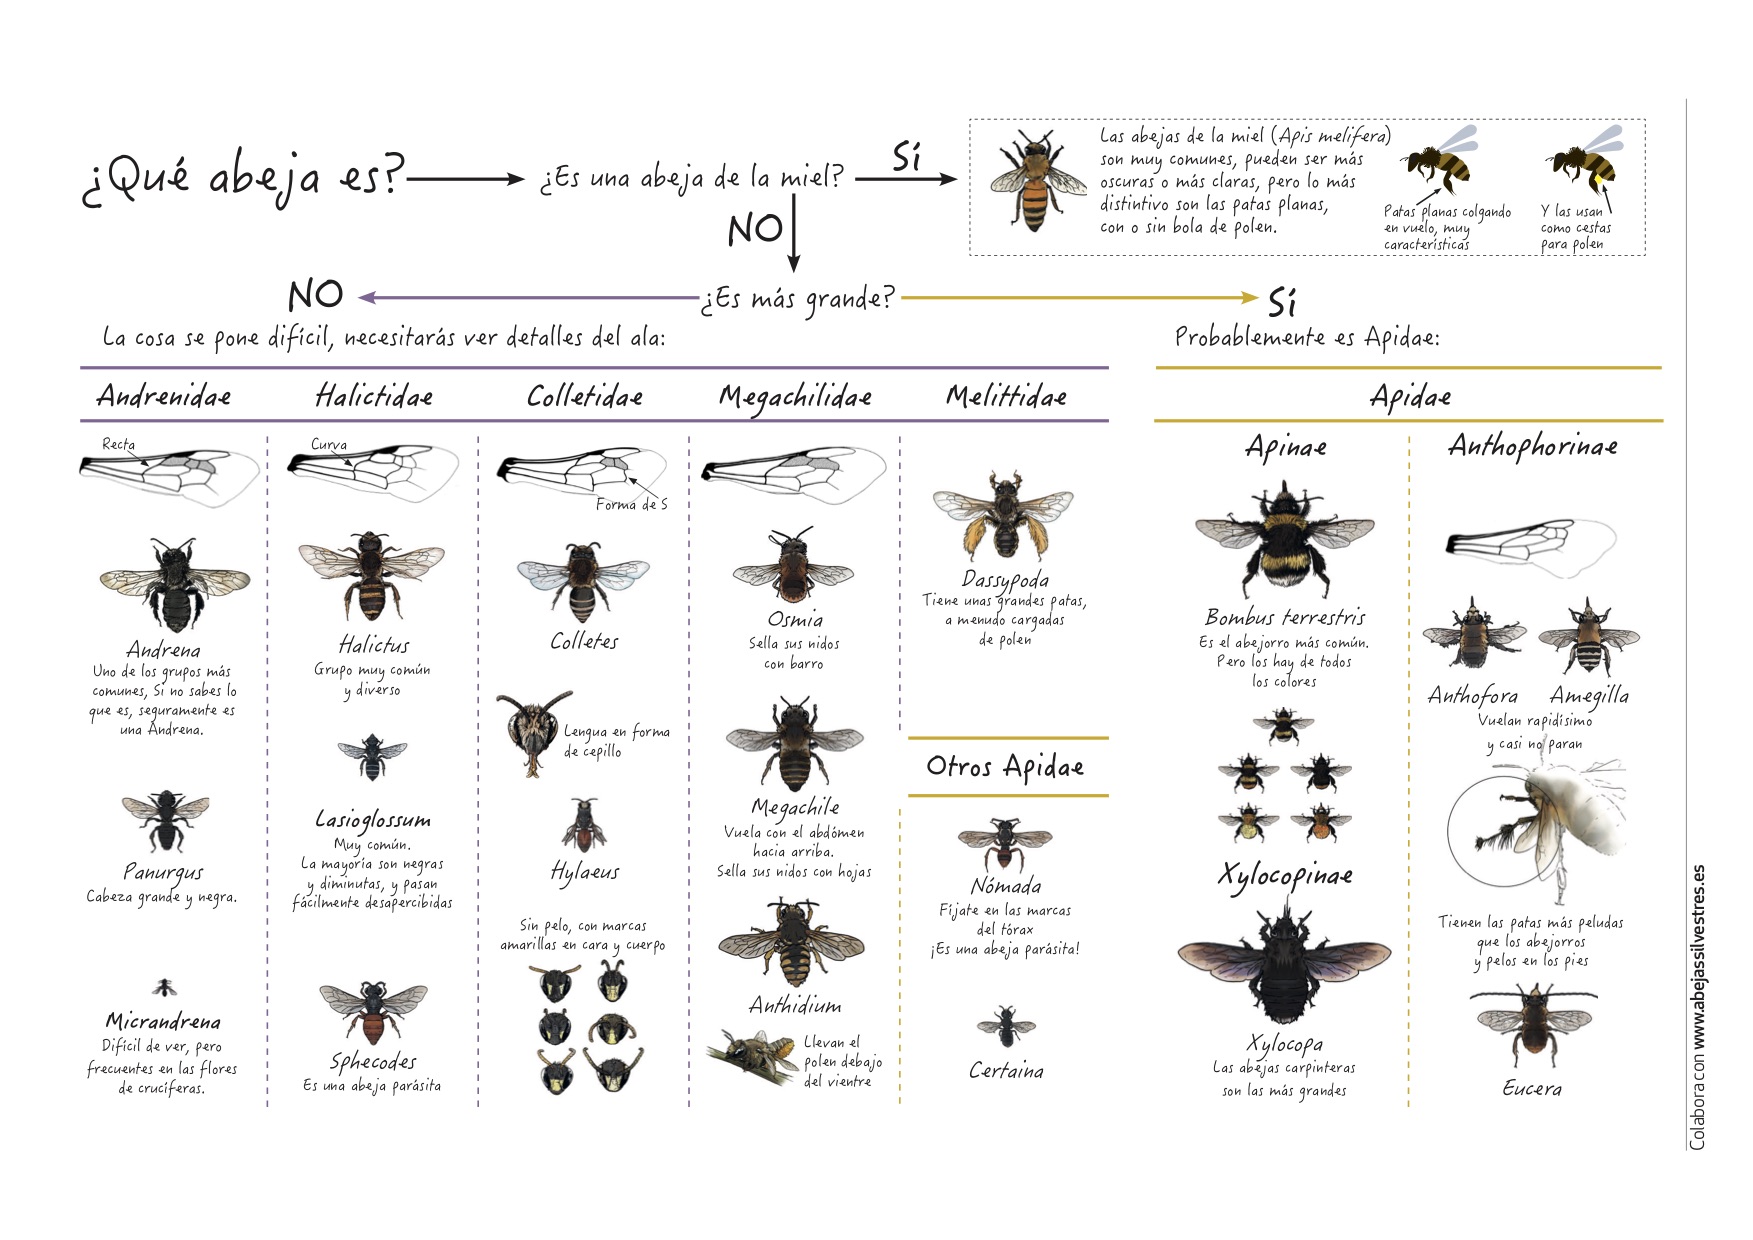 ¿Qué abeja es?
¿Es una abeja de la miel?
Sí
Las abejas de la miel (Apis melifera)
son muy comunes, pueden ser más
oscuras o más claras, pero lo más
distintivo son las patas planas,
con o sin bola de polen.
Patas planas colgando
en vuelo, muy
características
Y las usan
como cestas
para polen
NO
¿Es más grande?
NO
Sí
La cosa se pone difícil, necesitarás ver detalles del ala:
Probablemente es Apidae:
Andrenidae
Recta
Andrena
Uno de los grupos más
comunes, Si no sabes lo
que es, seguramente es
una Andrena.
Panurgus
Cabeza grande y negra.
Micrandrena
Difícil de ver, pero
frecuentes en las flores
de crucíferas.
Halictidae
Curva
Halictus
Grupo muy común
y diverso
Lasioglossum
Muy común.
La mayoría son negras
y diminutas, y pasan
fácilmente desapercibidas
Sphecodes
Es una abeja parásita
Colletidae
Forma de S
Colletes
Lengua en forma
de cepillo
Hylaeus
Sin pelo, con marcas
amarillas en cara y cuerpo
Megachilidae
Osmia
Sella sus nidos
con barro
Megachile
Vuela con el abdómen
hacia arriba.
Sella sus nidos con hojas
Anthidium
Llevan el
polen debajo
del vientre
Melittidae
Dassypoda
Tiene unas grandes patas,
a menudo cargadas
de polen
Otros Apidae
Nómada
Fíjate en las marcas
del tórax
¡Es una abeja parásita!
Certaina
Apidae
Apinae
Bombus terrestris
Es el abejorro más común.
Pero los hay de todos
los colores
Xylocopinae
Xylocopa
Las abejas carpinteras
son las más grandes
Anthophorinae
Anthofora
Amegilla
Vuelan rapidísimo
y casi no paran
Tienen las patas más peludas
que los abejorros
y pelos en los pies
Eucera
Colabora con www.abejassilvestres.es